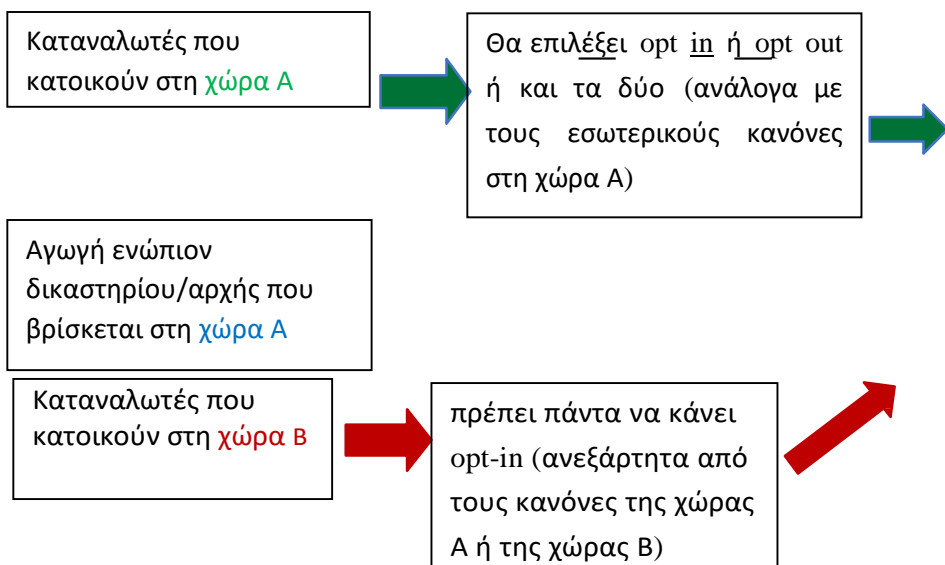 Καταναλωτές που
κατοικούν στη χώρα Α
Θα επιλέξει opt in ή opt out
ή και τα δύο (ανάλογα με
τους εσωτερικούς κανόνες
στη χώρα Α)
Αγωγή ενώπιον
δικαστηρίου/αρχής που
βρίσκεται στη χώρα Α
Καταναλωτές που
κατοικούν στη χώρα Β
πρέπει πάντα να κάνει
opt-in (ανεξάρτητα από
τους κανόνες της χώρας
Α ή της χώρας Β)